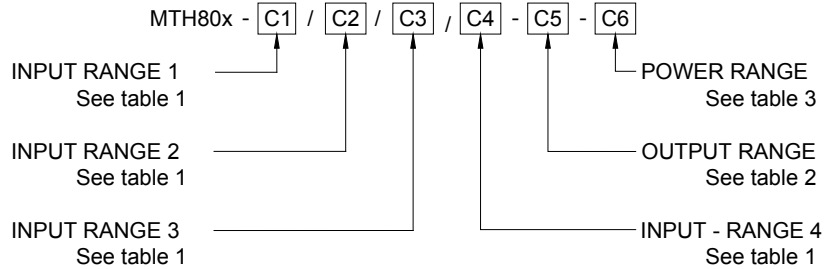 MTH80x - C1 / C2 / C3 / C4 - C5 - C6
INPUT RANGE 1
See table 1
POWER RANGE
See table 3
INPUT RANGE 2
See table 1
OUTPUT RANGE
See table 2
INPUT RANGE 3
See table 1
INPUT - RANGE 4
See table 1